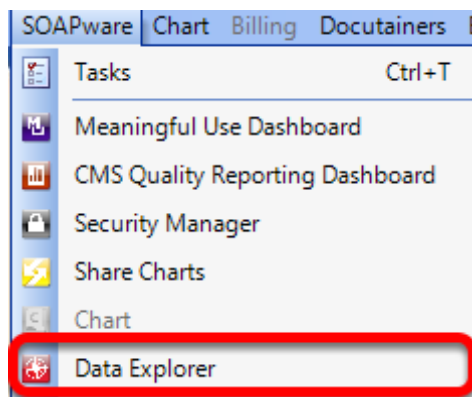 SOAPware Chart Billing Docutainers
Tasks Ctrl+T
Meaningful Use Dashboard
CMS Quality Reporting Dashboard
Security Manager
Share Charts
Chart
Data Explorer